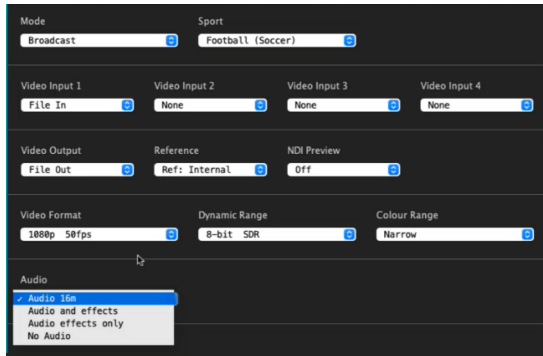 Mode Sport
Broadcast Football (Soccer)
Video Input 1 Video Input 2 Video Input 3 Video Input 4
File In None None None
Video Output Reference NDI Preview
File Out Ref: Internal Off
Video Format Dynamic Range Colour Range
1080p 50fps 8-bit SDR Narrow
Audio
✓ Audio 16m
Audio and effects
Audio effects only
No Audio